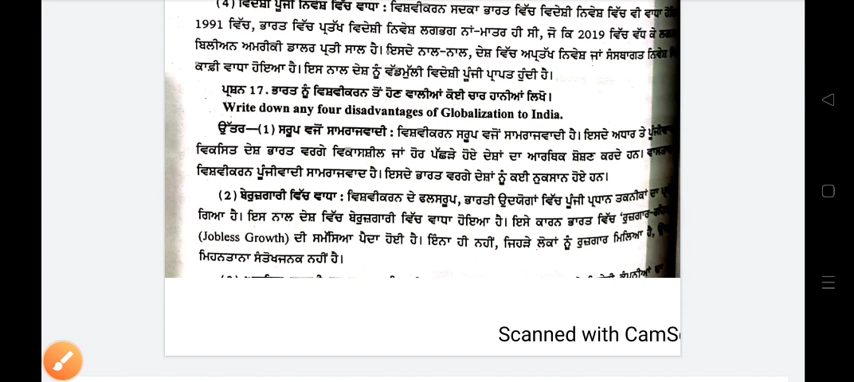 (4) ਵਿਦੇਸ਼ੀ ਪੂੰਜੀ ਨਿਵੇਸ਼ ਵਿੱਚ ਵਾਧਾ : ਵਿਸ਼ਵੀਕਰਨ ਸਦਕਾ ਭਾਰਤ ਵਿੱਚ ਵਿਦੇਸ਼ੀ ਨਿਵੇਸ਼ ਵਿੱਚ ਵੀ ਵਾਧਾ
1991 ਵਿੱਚ, ਭਾਰਤ ਵਿੱਚ ਪ੍ਰਤੱਖ ਵਿਦੇਸ਼ੀ ਨਿਵੇਸ਼ ਲਗਭਗ ਨਾਂ-ਮਾਤਰ ਹੀ ਸੀ, ਜੋ ਕਿ 2019 ਵਿੱਚ ਵੱਧ ਕੇ
ਬਿਲੀਅਨ ਅਮਰੀਕੀ ਡਾਲਰ ਪ੍ਰਤੀ ਸਾਲ ਹੈ। ਇਸਦੇ ਨਾਲ-ਨਾਲ, ਦੇਸ਼ ਵਿੱਚ ਅਪ੍ਰਤੱਖ ਨਿਵੇਸ਼ ਜਾਂ ਸੰਸਥਾਗਤ ਨਿਵੇਸ਼
ਕਾਫ਼ੀ ਵਾਧਾ ਹੋਇਆ ਹੈ। ਇਸ ਨਾਲ ਦੇਸ਼ ਨੂੰ ਵੱਡਮੁੱਲੀ ਵਿਦੇਸ਼ੀ ਪੂੰਜੀ ਪ੍ਰਾਪਤ ਹੁੰਦੀ ਹੈ।
ਪ੍ਰਸ਼ਨ 17. ਭਾਰਤ ਨੂੰ ਵਿਸ਼ਵੀਕਰਨ ਤੋਂ ਹੋਣ ਵਾਲੀਆਂ ਕੋਈ ਚਾਰ ਹਾਨੀਆਂ ਲਿਖੋ।
Write down any four disadvantages of Globalization to India.
ਉੱਤਰ—(1) ਸਰੂਪ ਵਜੋਂ ਸਾਮਰਾਜਵਾਦੀ : ਵਿਸ਼ਵੀਕਰਨ ਸਰੂਪ ਵਜੋਂ ਸਾਮਰਾਜਵਾਦੀ ਹੈ। ਇਸਦੇ ਅਧਾਰ ਤੇ
ਵਿਕਸਿਤ ਦੇਸ਼ ਭਾਰਤ ਵਰਗੇ ਵਿਕਾਸਸ਼ੀਲ ਜਾਂ ਹੋਰ ਪੱਛੜੇ ਹੋਏ ਦੇਸ਼ਾਂ ਦਾ ਆਰਥਿਕ ਸ਼ੋਸ਼ਣ ਕਰਦੇ ਹਨ।
ਵਿਸ਼ਵੀਕਰਨ ਪੂੰਜੀਵਾਦੀ ਸਾਮਰਾਜਵਾਦ ਹੈ। ਇਸਦੇ ਭਾਰਤ ਵਰਗੇ ਦੇਸ਼ਾਂ ਨੂੰ ਕਈ ਨੁਕਸਾਨ ਹੋਏ ਹਨ।
(2) ਬੇਰੁਜ਼ਗਾਰੀ ਵਿੱਚ ਵਾਧਾ : ਵਿਸ਼ਵੀਕਰਨ ਦੇ ਫਲਸਰੂਪ, ਭਾਰਤੀ ਉਦਯੋਗਾਂ ਵਿੱਚ ਪੂੰਜੀ ਪ੍ਰਧਾਨ ਤਕਨੀਕਾਂ ਦਾ
ਗਿਆ ਹੈ। ਇਸ ਨਾਲ ਦੇਸ਼ ਵਿੱਚ ਬੇਰੁਜ਼ਗਾਰੀ ਵਿੱਚ ਵਾਧਾ ਹੋਇਆ ਹੈ। ਇਸੇ ਕਾਰਨ ਭਾਰਤ ਵਿੱਚ
(Jobless Growth) ਦੀ ਸਮੱਸਿਆ ਪੈਦਾ ਹੋਈ ਹੈ। ਇੰਨਾ ਹੀ ਨਹੀਂ, ਜਿਹੜੇ ਲੋਕਾਂ ਨੂੰ ਰੁਜ਼ਗਾਰ ਮਿਲਿਆ ਹੈ,
ਮਿਹਨਤਾਨਾ ਸੰਤੋਖਜਨਕ ਨਹੀਂ ਹੈ।
Scanned with CamS